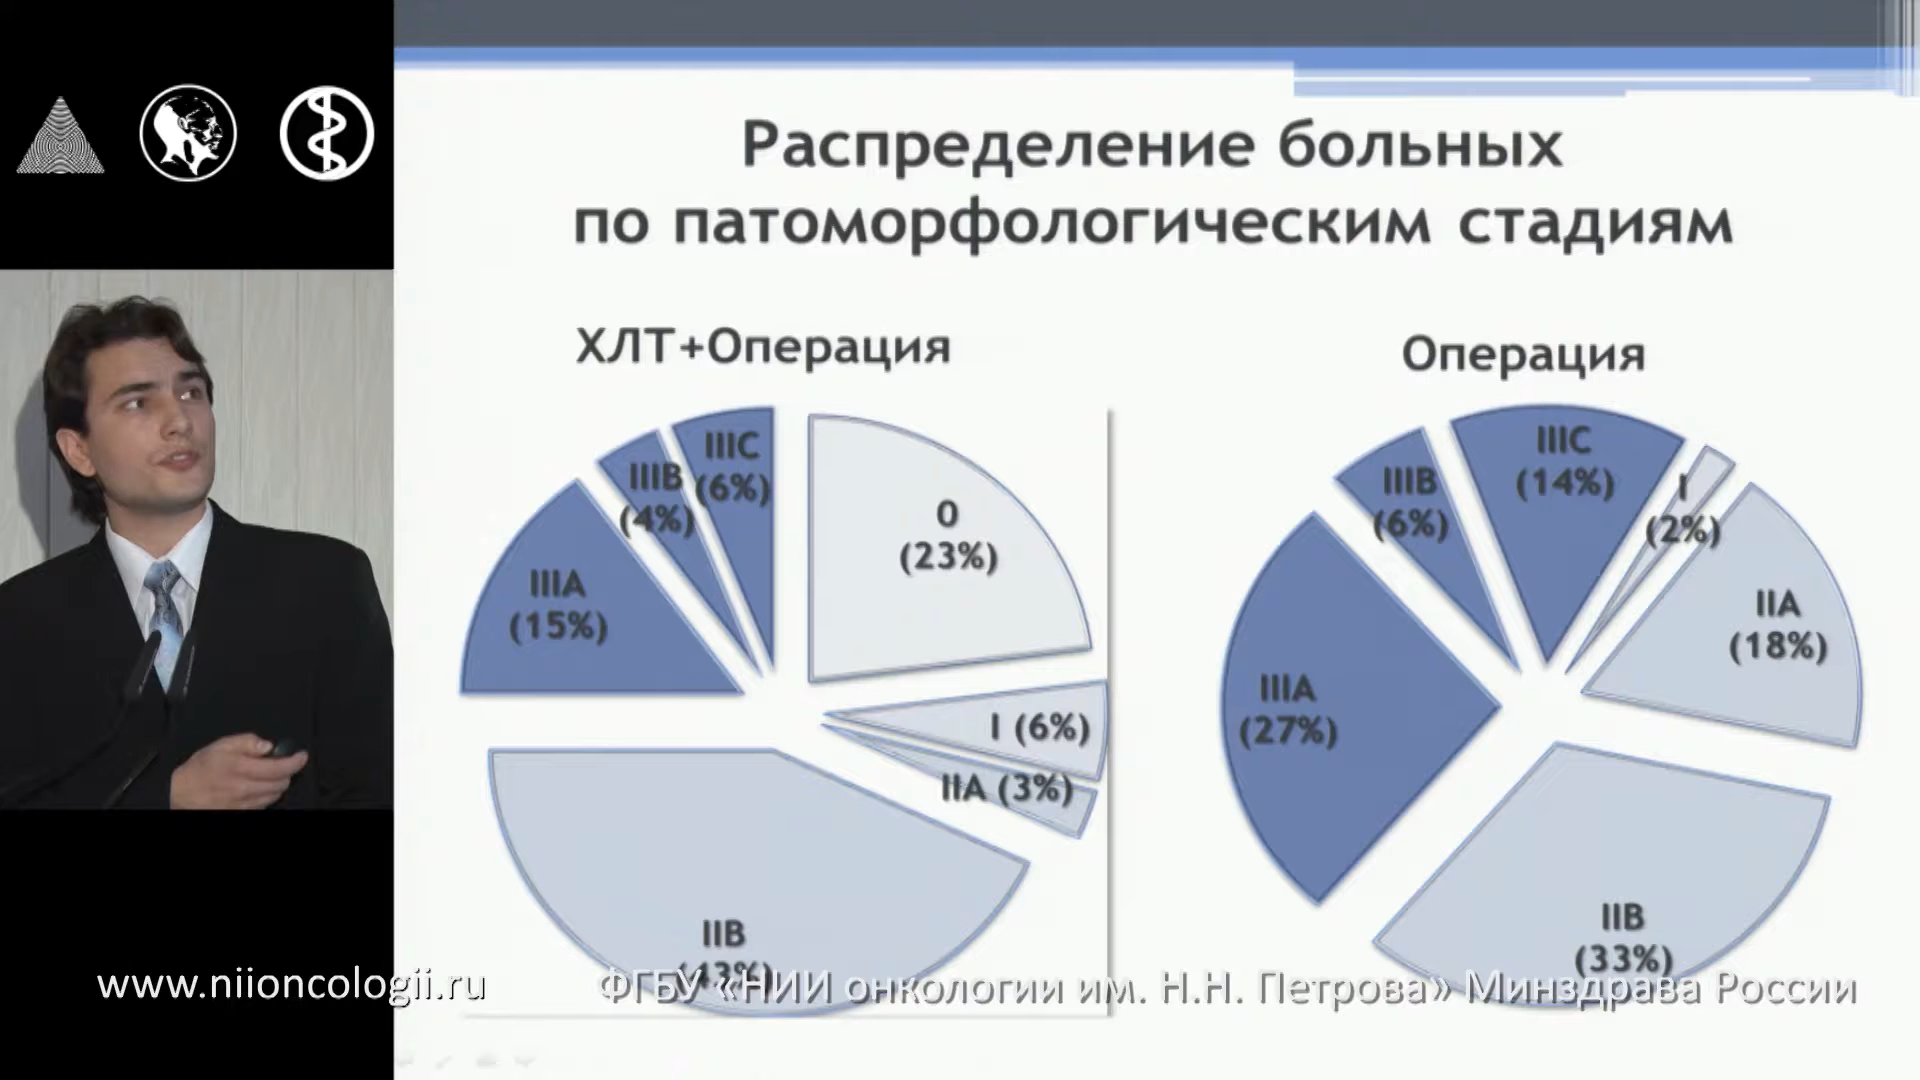 Распределение больных
по патоморфологическим стадиям
ХЛТ+Операция
IIIC
(6%)
IIIB
(4%)
0
(23%)
IIIA
(15%)
I (6%)
IIA (3%)
IIB
(43%)
Операция
IIIC
(14%)
IIIB
(6%)
I
(2%)
IIA
(18%)
IIIA
(27%)
IIB
(33%)
www.niioncologii.ru
ФГБУ «НИИ онкологии им. Н.Н. Петрова» Минздрава России